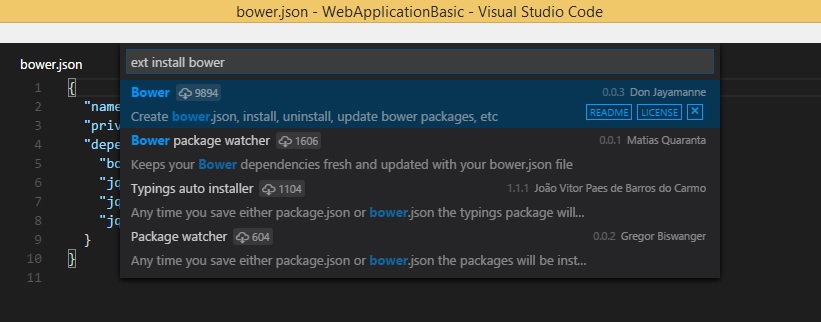 bower.json - WebApplicationBasic - Visual Studio Code
ext install bower
bower.json
1 {
Bower 9894 0.0.3 Don Jayamanne
2 "name
Create bower.json, install, uninstall, update bower packages, etc README LICENSE ✕
3 "priv
Bower package watcher 1606 0.0.1 Matias Quaranta
4 "depe
Keeps your Bower dependencies fresh and updated with your bower.json file
5 "bo
6 "jq
Typings auto installer 1104 1.1.1 João Vitor Paes de Barros do Carmo
7 "jq
Any time you save either package.json or bower.json the typings package will...
8 "jq
Package watcher 604 0.0.2 Gregor Biswanger
9 }
Any time you save either package.json or bower.json the packages will be inst...
10 }
11